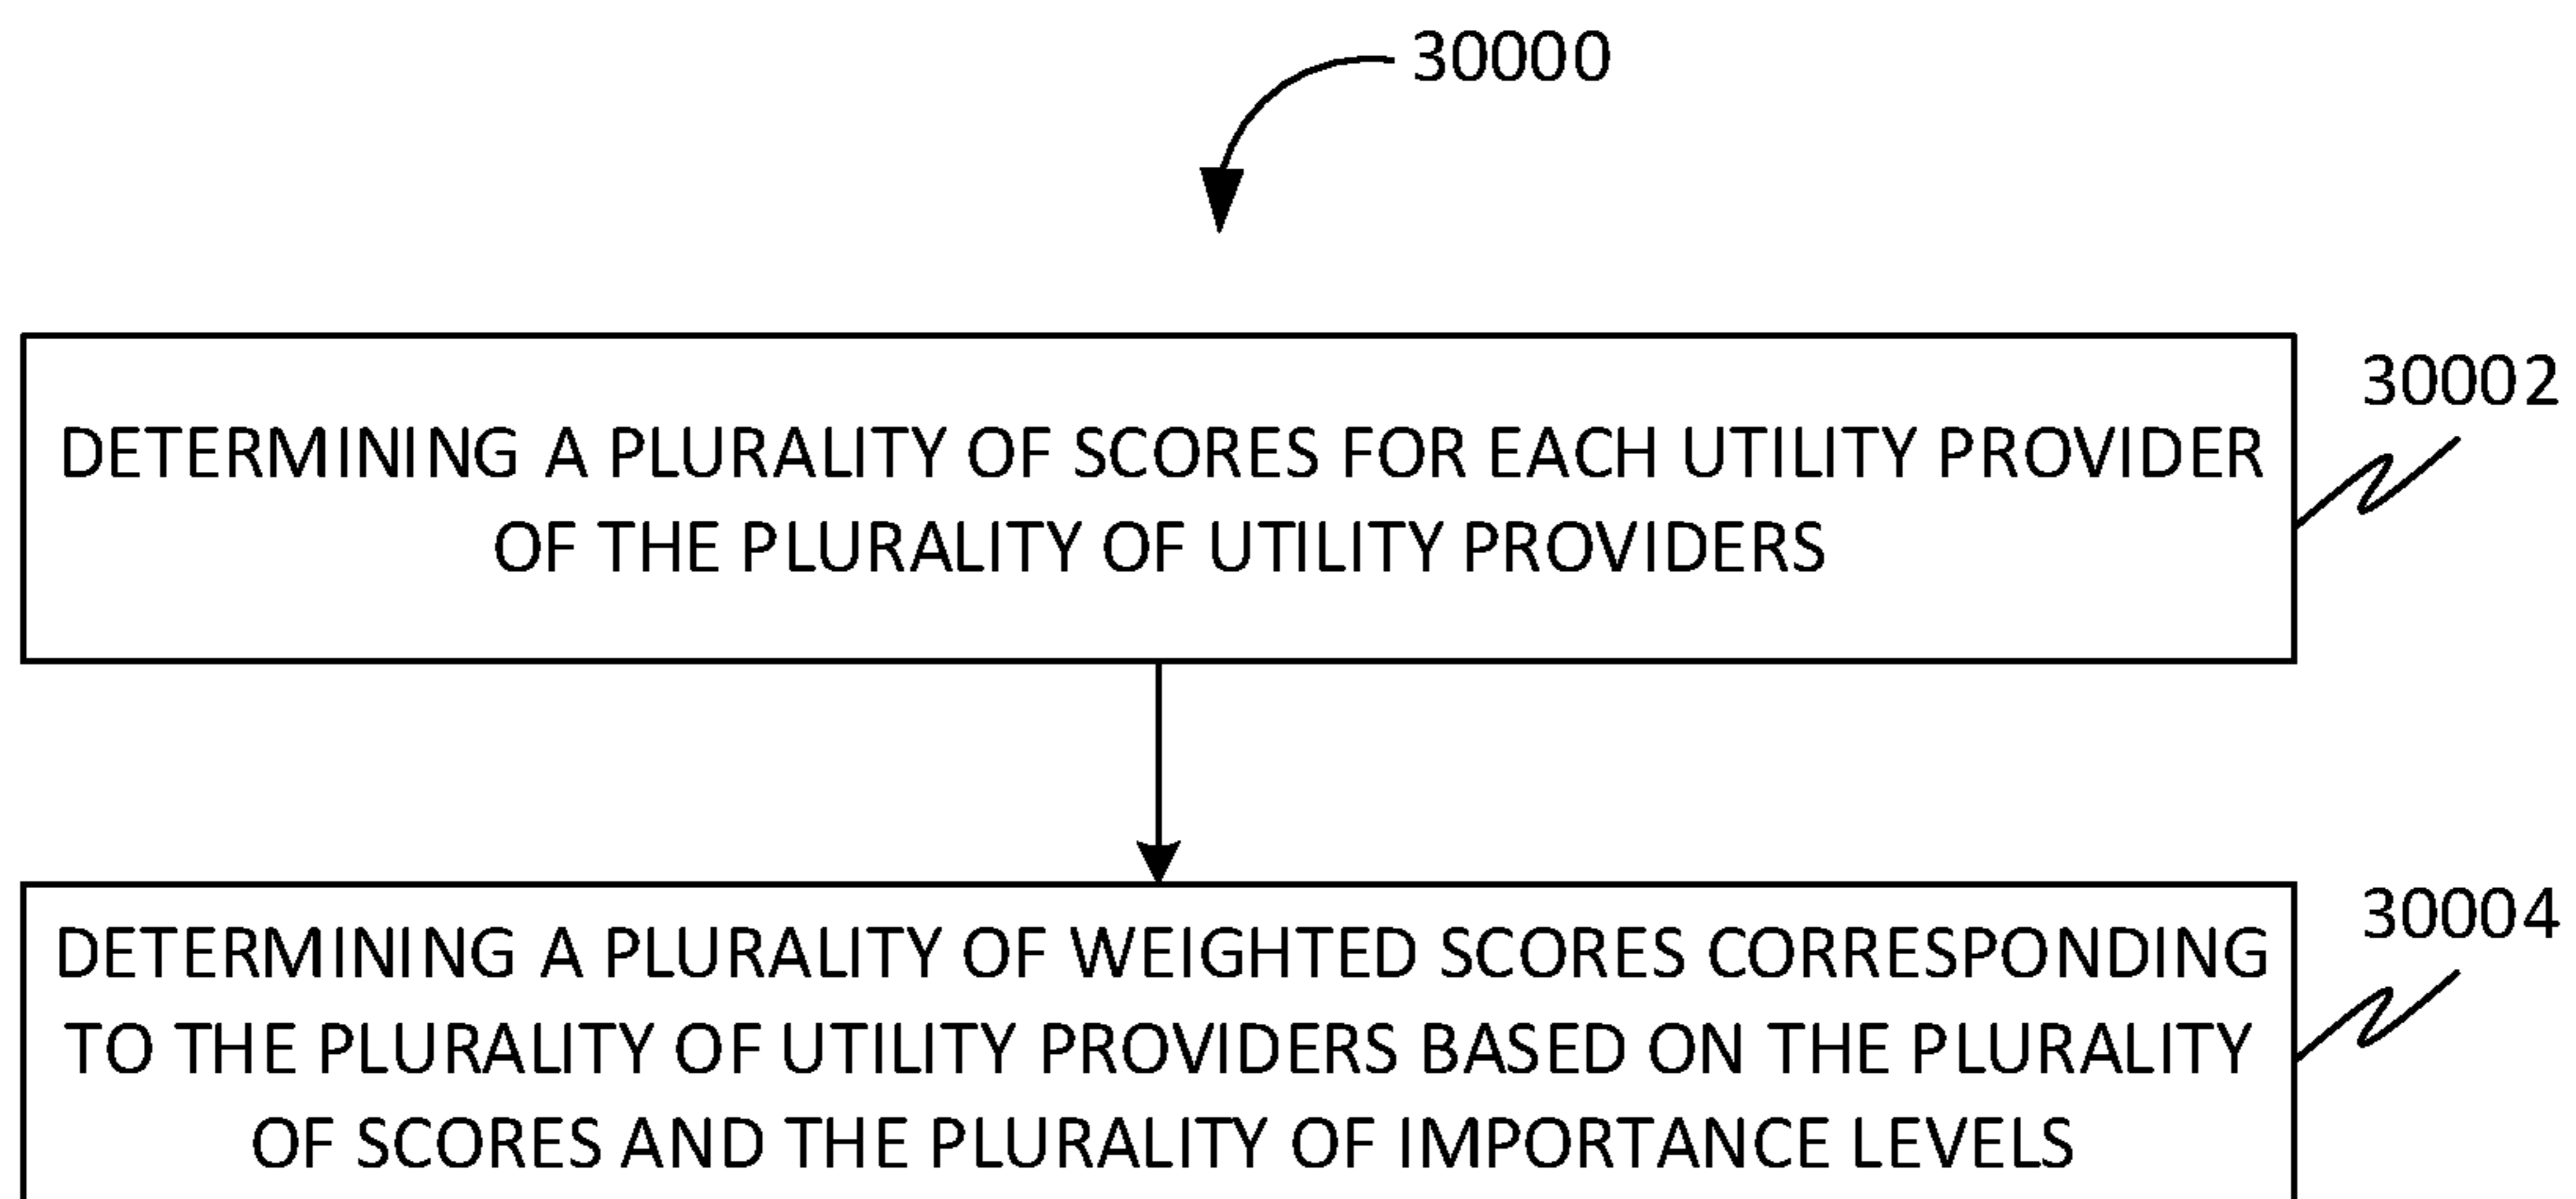 30000
30002
DETERMINING A PLURALITY OF SCORES FOR EACH UTILITY PROVIDER
OF THE PLURALITY OF UTILITY PROVIDERS
30004
DETERMINING A PLURALITY OF WEIGHTED SCORES CORRESPONDING
TO THE PLURALITY OF UTILITY PROVIDERS BASED ON THE PLURALITY
OF SCORES AND THE PLURALITY OF IMPORTANCE LEVELS